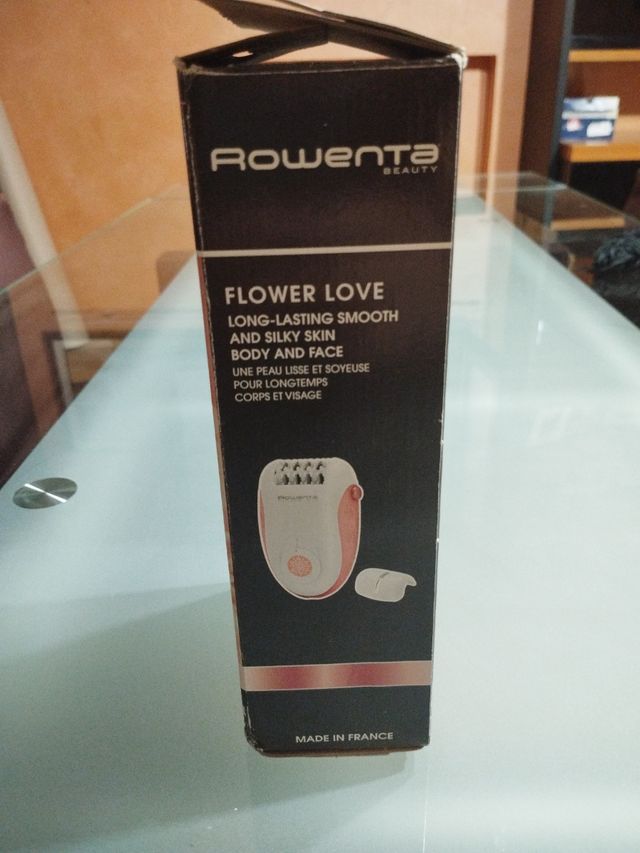 Rowenta
BEAUTY
FLOWER LOVE
LONG-LASTING SMOOTH
AND SILKY SKIN
BODY AND FACE
UNE PEAU LISSE ET SOYEUSE
POUR LONGTEMPS
CORPS ET VISAGE
Rowenta
MADE IN FRANCE